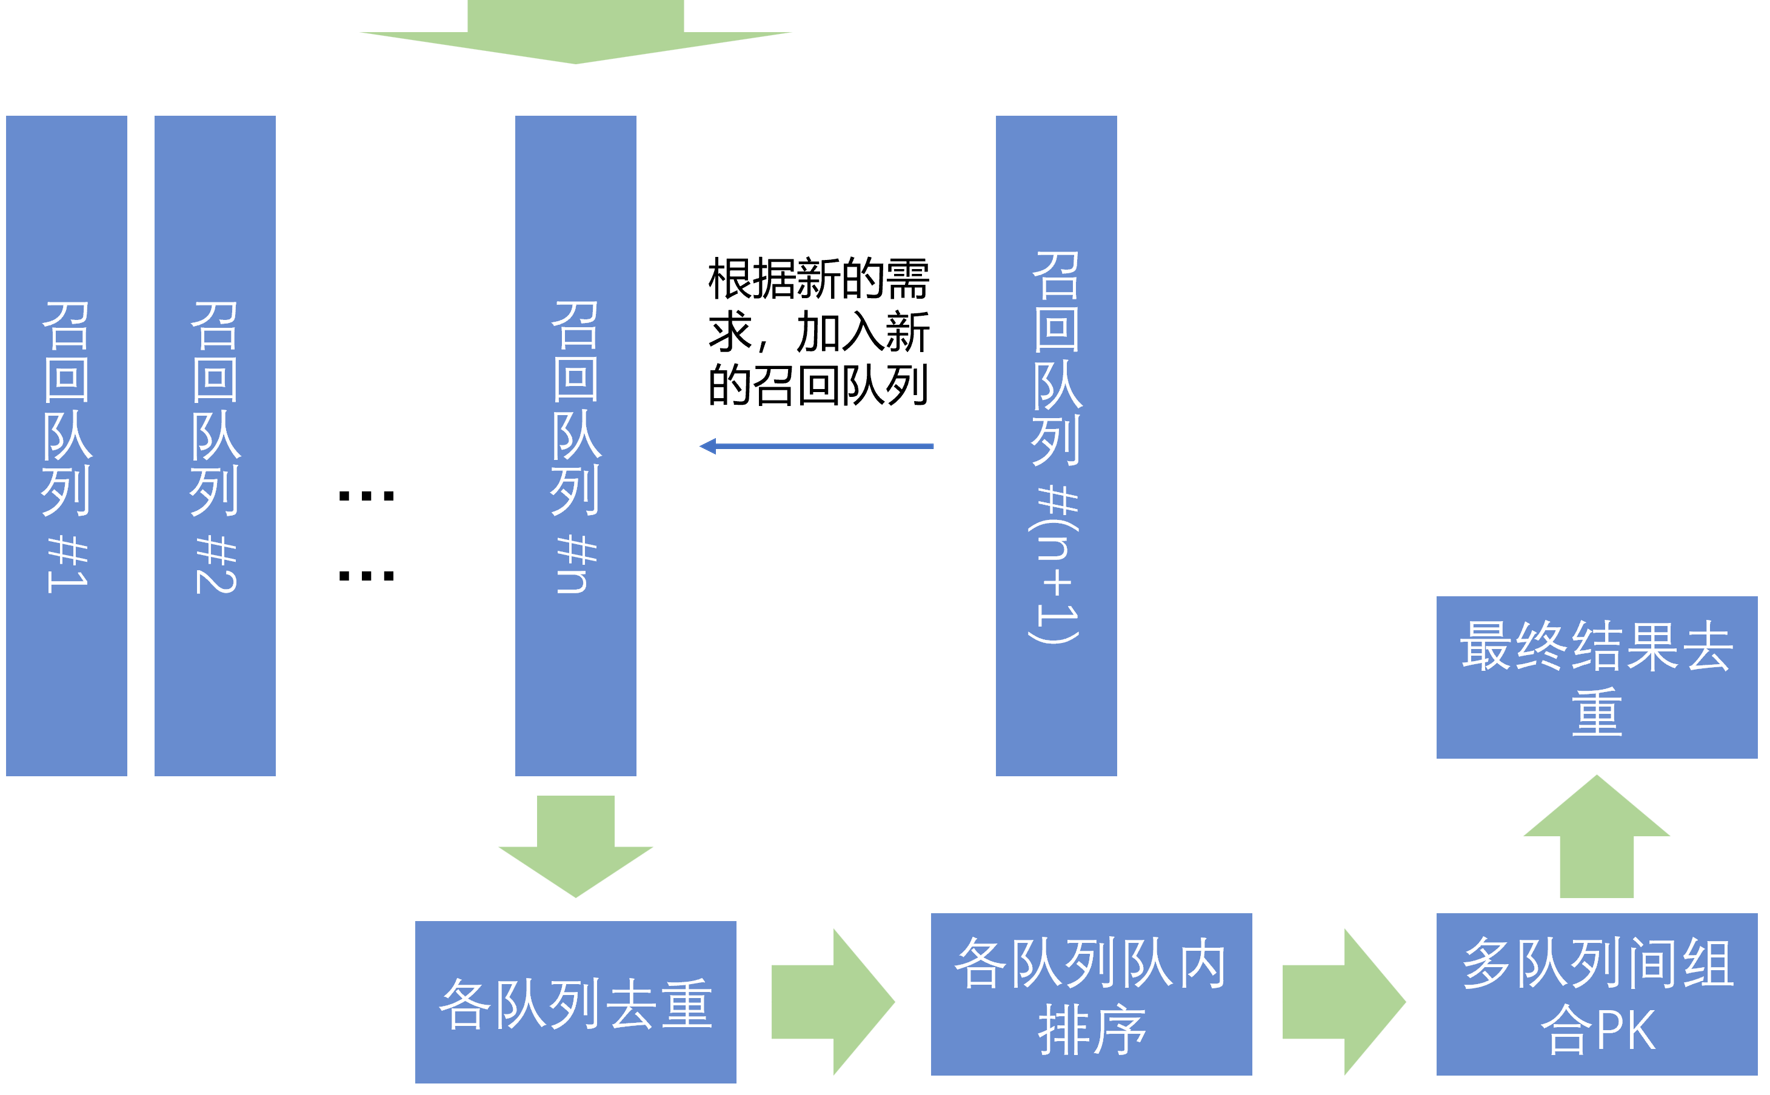 召回队列 #1
召回队列 #2
...
...
召回队列 #n
根据新的需
求，加入新
的召回队列
召回队列 #(n+1)
各队列去重
各队列队内
排序
多队列间组
合PK
最终结果去
重